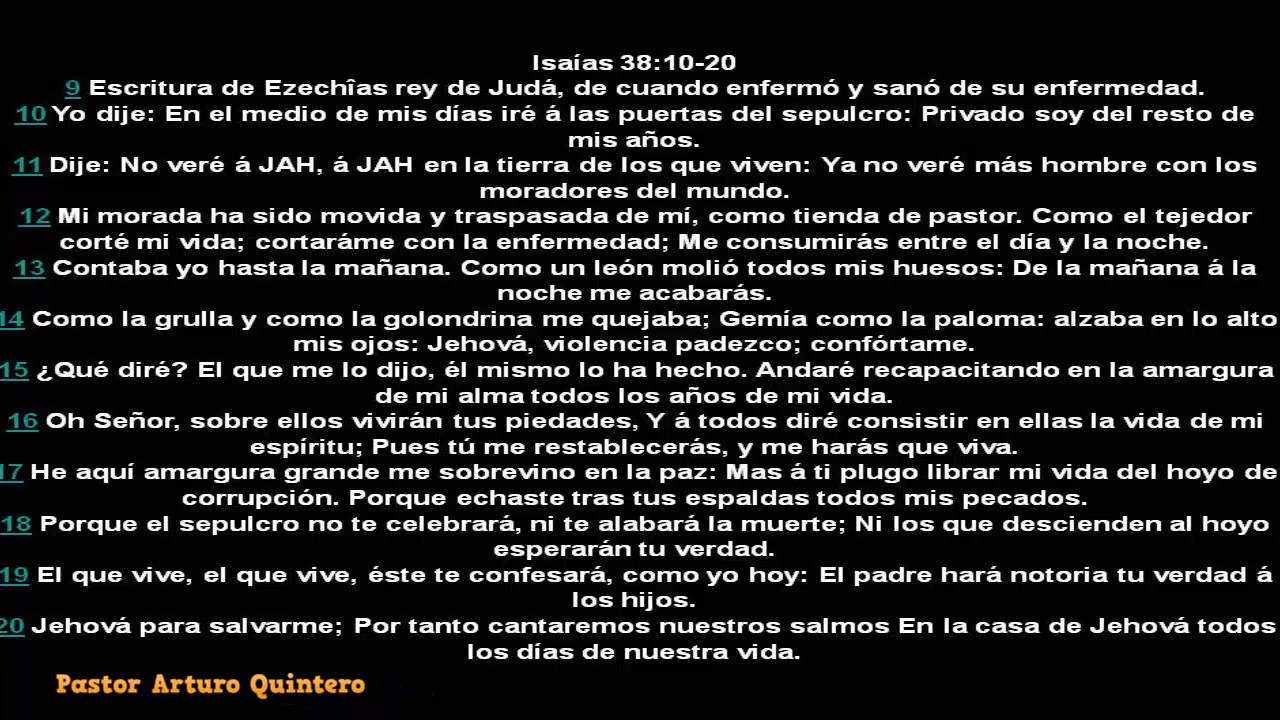 Isaías 38:10-20
9 Escritura de Ezechîas rey de Judá, de cuando enfermó y sanó de su enfermedad.
10 Yo dije: En el medio de mis días iré á las puertas del sepulcro: Privado soy del resto de
mis años.
11 Dije: No veré á JAH, á JAH en la tierra de los que viven: Ya no veré más hombre con los
moradores del mundo.
12 Mi morada ha sido movida y traspasada de mí, como tienda de pastor. Como el tejedor
corté mi vida; cortaráme con la enfermedad; Me consumirás entre el día y la noche.
13 Contaba yo hasta la mañana. Como un león molió todos mis huesos: De la mañana á la
noche me acabarás.
14 Como la grulla y como la golondrina me quejaba; Gemía como la paloma: alzaba en lo alto
mis ojos: Jehová, violencia padezco; confórtame.
15 ¿Qué diré? El que me lo dijo, él mismo lo ha hecho. Andaré recapacitando en la amargura
de mi alma todos los años de mi vida.
16 Oh Señor, sobre ellos vivirán tus piedades, Y á todos diré consistir en ellas la vida de mi
espíritu; Pues tú me restablecerás, y me harás que viva.
17 He aquí amargura grande me sobrevino en la paz: Mas á ti plugo librar mi vida del hoyo de
corrupción. Porque echaste tras tus espaldas todos mis pecados.
18 Porque el sepulcro no te celebrará, ni te alabará la muerte; Ni los que descienden al hoyo
esperarán tu verdad.
19 El que vive, el que vive, éste te confesará, como yo hoy: El padre hará notoria tu verdad á
los hijos.
20 Jehová para salvarme; Por tanto cantaremos nuestros salmos En la casa de Jehová todos
los días de nuestra vida.
Pastor Arturo Quintero